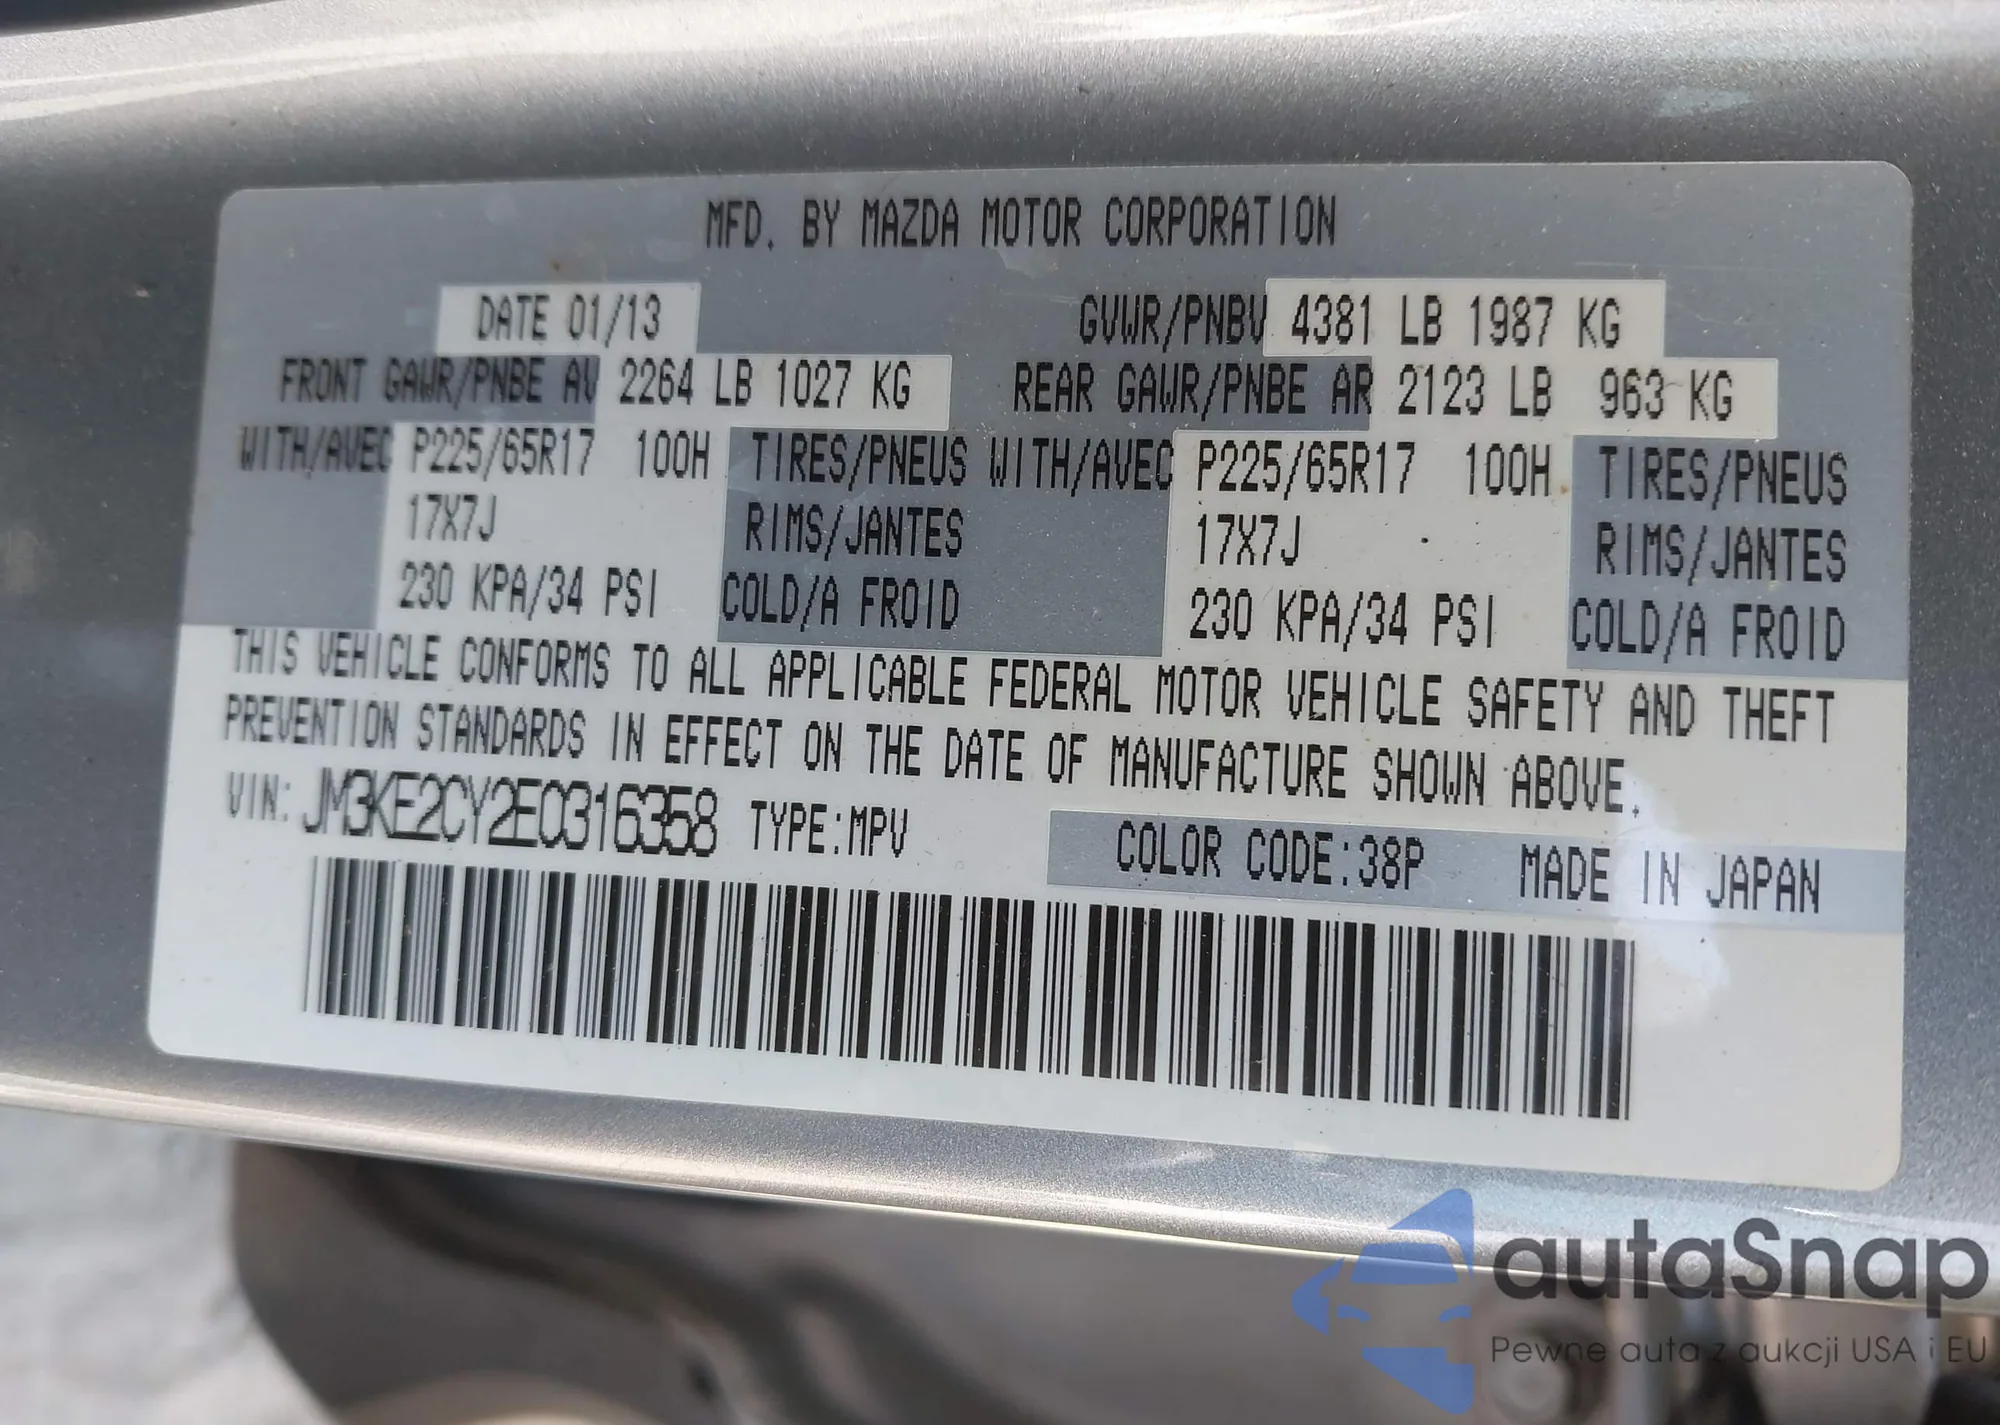 MFD. BY MAZDA MOTOR CORPORATION
DATE 01/13 GVWR/PNBV 4381 LB 1987 KG
FRONT GAWR/PNBE AV 2264 LB 1027 KG REAR GAWR/PNBE AR 2123 LB 963 KG
WITH/AVEC P225/65R17 100H TIRES/PNEUS WITH/AVEC P225/65R17 100H TIRES/PNEUS
17X7J RIMS/JANTES 17X7J RIMS/JANTES
230 KPA/34 PSI COLD/A FROID 230 KPA/34 PSI COLD/A FROID
THIS VEHICLE CONFORMS TO ALL APPLICABLE FEDERAL MOTOR VEHICLE SAFETY AND THEFT
PREVENTION STANDARDS IN EFFECT ON THE DATE OF MANUFACTURE SHOWN ABOVE.
VIN: JM3KE2CY2E0316358 TYPE:MPV COLOR CODE:38P MADE IN JAPAN
autaSnap
Pewne auta z aukcji USA i EU